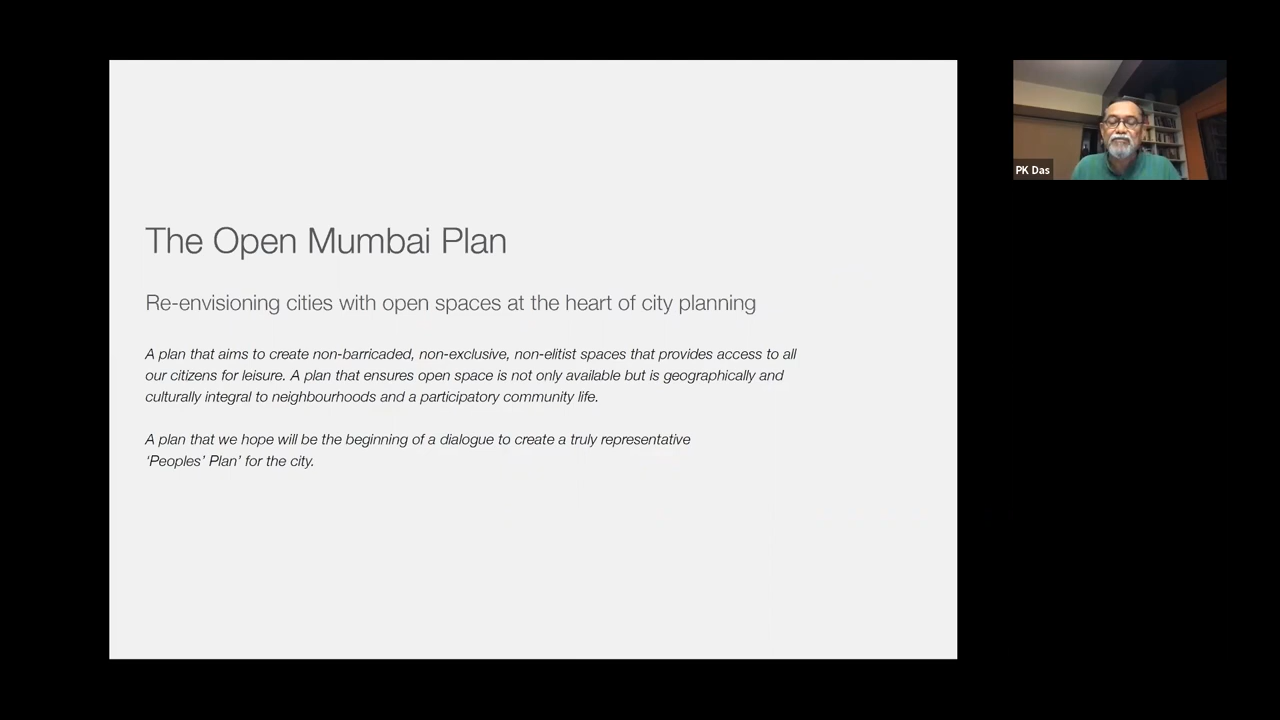 The Open Mumbai Plan
Re-envisioning cities with open spaces at the heart of city planning
A plan that aims to create non-barricaded, non-exclusive, non-elitist spaces that provides access to all
our citizens for leisure. A plan that ensures open space is not only available but is geographically and
culturally integral to neighbourhoods and a participatory community life.
A plan that we hope will be the beginning of a dialogue to create a truly representative
‘Peoples’ Plan’ for the city.
PK Das